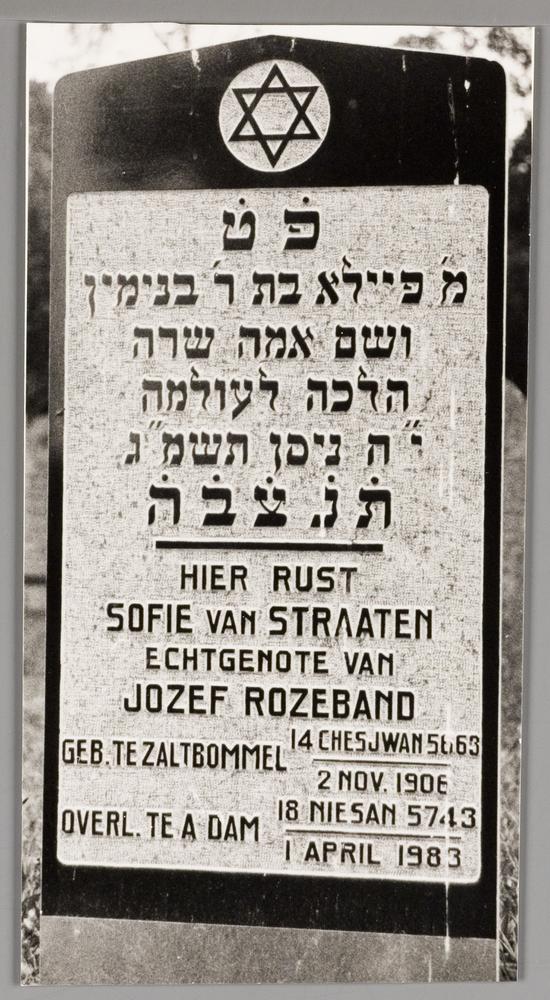 פׄ טׄ
מ׳ פיילא בת ר׳ בנימין
ושם אמה שרה
הלכה לעולמה
י״ח ניסן תשמ״ג
תׄ נׄ צׄ בׄ הׄ
HIER RUST
SOFIE VAN STRAATEN
ECHTGENOTE VAN
JOZEF ROZEBAND
GEB. TE ZALTBOMMEL 14 CHESJWAN 5663
2 NOV. 1906
OVERL. TE A DAM 18 NIESAN 5743
1 APRIL 1983